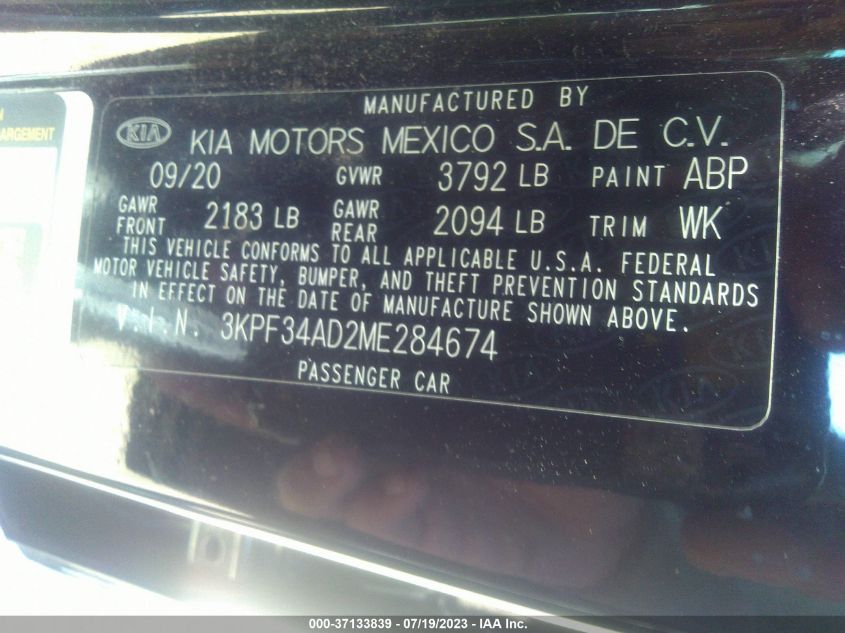 N
ARGEMENT
MANUFACTURED BY
KIA KIA MOTORS MEXICO S.A. DE C.V.
09/20 GVWR 3792 LB PAINT ABP
GAWR FRONT 2183 LB GAWR REAR 2094 LB TRIM WK
THIS VEHICLE CONFORMS TO ALL APPLICABLE U.S.A. FEDERAL
MOTOR VEHICLE SAFETY, BUMPER, AND THEFT PREVENTION STANDARDS
IN EFFECT ON THE DATE OF MANUFACTURE SHOWN ABOVE.
V.I.N. 3KPF34AD2ME284674
PASSENGER CAR
000-37133839 - 07/19/2023 - IAA Inc.